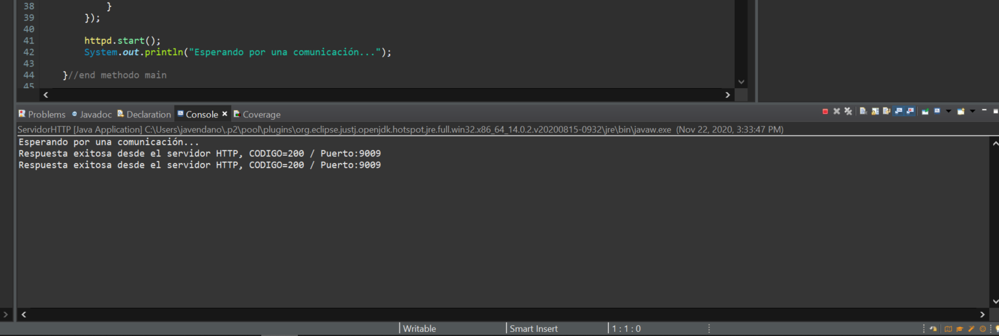 38 }
39 });
40
41 httpd.start();
42 System.out.println("Esperando por una comunicación...");
43
44 }//end methodo main
45
Problems Javadoc Declaration Console Coverage
ServidorHTTP [Java Application] C:\Users\javendano\.p2\pool\plugins\org.eclipse.justj.openjdk.hotspot.jre.full.win32.x86_64_14.0.2.v20200815-0932\jre\bin\javaw.exe (Nov 22, 2020, 3:33:47 PM)
Esperando por una comunicación...
Respuesta exitosa desde el servidor HTTP, CODIGO=200 / Puerto:9009
Respuesta exitosa desde el servidor HTTP, CODIGO=200 / Puerto:9009
Writable Smart Insert 1 : 1 : 0